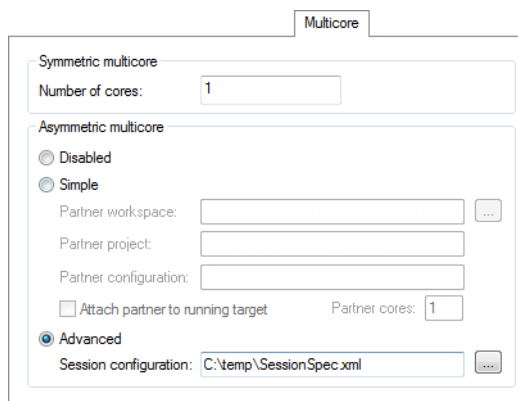 Multicore
Symmetric multicore
Number of cores: 1
Asymmetric multicore
Disabled
Simple
Partner workspace: ...
Partner project:
Partner configuration:
Attach partner to running target Partner cores: 1
Advanced
Session configuration: C:\temp\SessionSpec.xml ...